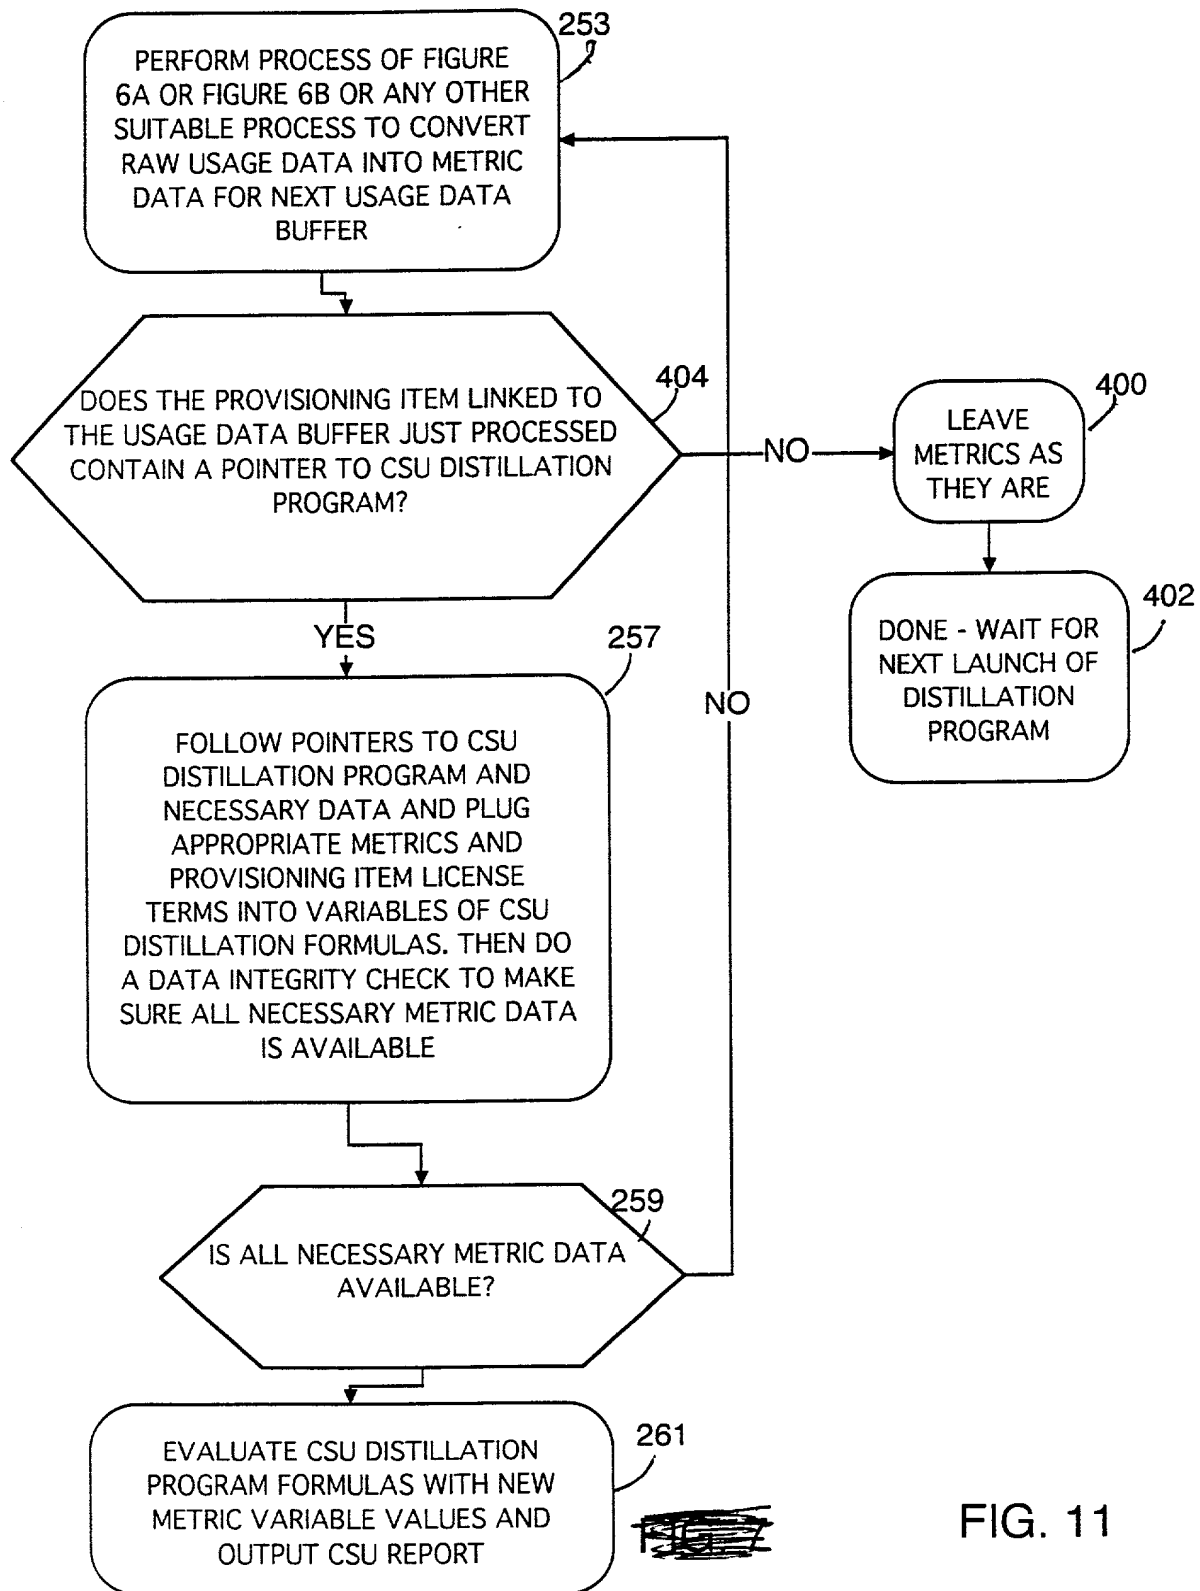 253
PERFORM PROCESS OF FIGURE
6A OR FIGURE 6B OR ANY OTHER
SUITABLE PROCESS TO CONVERT
RAW USAGE DATA INTO METRIC
DATA FOR NEXT USAGE DATA
BUFFER
404
DOES THE PROVISIONING ITEM LINKED TO
THE USAGE DATA BUFFER JUST PROCESSED
CONTAIN A POINTER TO CSU DISTILLATION
PROGRAM?
NO
400
LEAVE
METRICS AS
THEY ARE
402
DONE - WAIT FOR
NEXT LAUNCH OF
DISTILLATION
PROGRAM
YES
257
FOLLOW POINTERS TO CSU
DISTILLATION PROGRAM AND
NECESSARY DATA AND PLUG
APPROPRIATE METRICS AND
PROVISIONING ITEM LICENSE
TERMS INTO VARIABLES OF CSU
DISTILLATION FORMULAS. THEN DO
A DATA INTEGRITY CHECK TO MAKE
SURE ALL NECESSARY METRIC DATA
IS AVAILABLE
NO
259
IS ALL NECESSARY METRIC DATA
AVAILABLE?
261
EVALUATE CSU DISTILLATION
PROGRAM FORMULAS WITH NEW
METRIC VARIABLE VALUES AND
OUTPUT CSU REPORT
FIG. 11